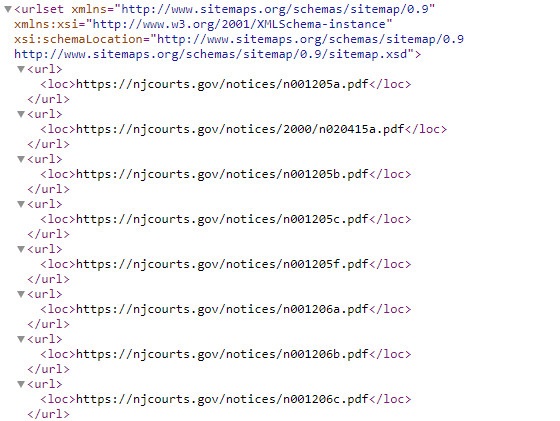 ▼<urlset xmlns="http://www.sitemaps.org/schemas/sitemap/0.9"
xmlns:xsi="http://www.w3.org/2001/XMLSchema-instance"
xsi:schemaLocation="http://www.sitemaps.org/schemas/sitemap/0.9
http://www.sitemaps.org/schemas/sitemap/0.9/sitemap.xsd">
▼<url>
<loc>https://njcourts.gov/notices/n001205a.pdf</loc>
</url>
▼<url>
<loc>https://njcourts.gov/notices/2000/n020415a.pdf</loc>
</url>
▼<url>
<loc>https://njcourts.gov/notices/n001205b.pdf</loc>
</url>
▼<url>
<loc>https://njcourts.gov/notices/n001205c.pdf</loc>
</url>
▼<url>
<loc>https://njcourts.gov/notices/n001205f.pdf</loc>
</url>
▼<url>
<loc>https://njcourts.gov/notices/n001206a.pdf</loc>
</url>
▼<url>
<loc>https://njcourts.gov/notices/n001206b.pdf</loc>
</url>
▼<url>
<loc>https://njcourts.gov/notices/n001206c.pdf</loc>
</url>